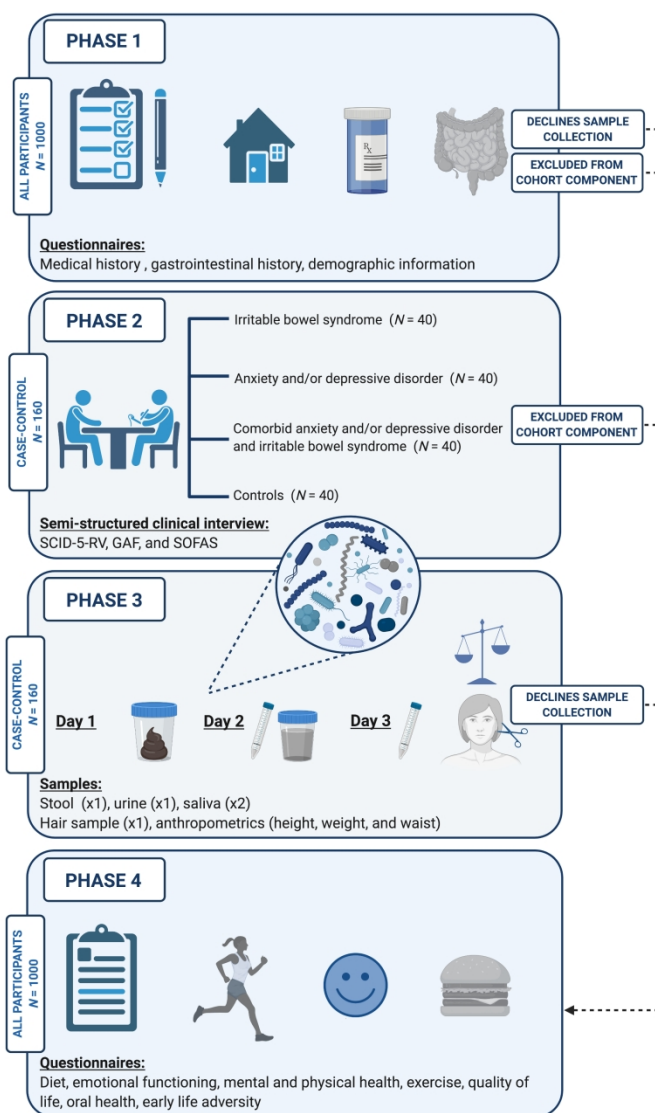 PHASE 1
ALL PARTICIPANTS
N = 1000
Rx
DECLINES SAMPLE
COLLECTION
EXCLUDED FROM
COHORT COMPONENT
Questionnaires:
Medical history , gastrointestinal history, demographic information
PHASE 2
CASE-CONTROL
N = 160
Irritable bowel syndrome (N = 40)
Anxiety and/or depressive disorder (N = 40)
Comorbid anxiety and/or depressive disorder
and irritable bowel syndrome (N = 40)
Controls (N = 40)
EXCLUDED FROM
COHORT COMPONENT
Semi-structured clinical interview:
SCID-5-RV, GAF, and SOFAS
PHASE 3
CASE-CONTROL
N = 160
Day 1
Day 2
Day 3
DECLINES SAMPLE
COLLECTION
Samples:
Stool (x1), urine (x1), saliva (x2)
Hair sample (x1), anthropometrics (height, weight, and waist)
PHASE 4
ALL PARTICIPANTS
N = 1000
Questionnaires:
Diet, emotional functioning, mental and physical health, exercise, quality of
life, oral health, early life adversity